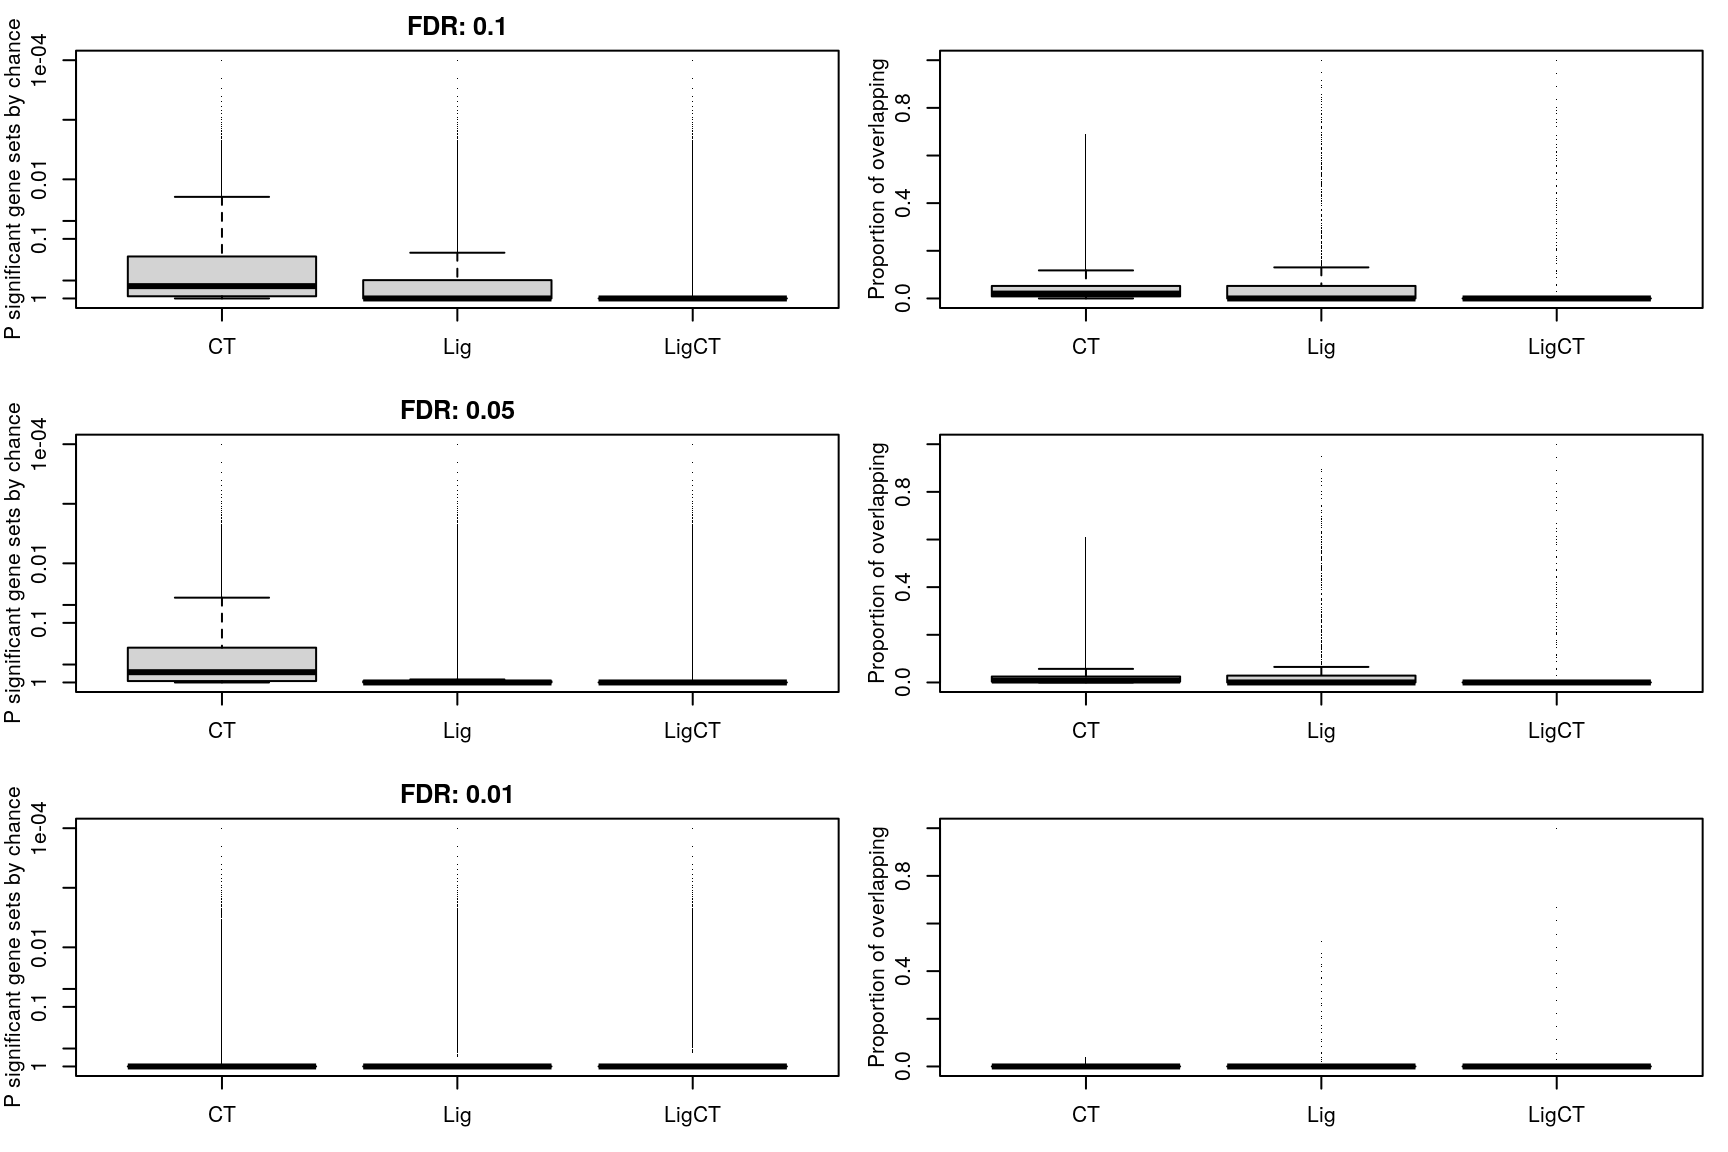 FDR: 0.1
P significant gene sets by chance
1e-04
0.01
0.1
1
CT Lig LigCT
Proportion of overlapping
0.8
0.4
0.0
CT Lig LigCT
FDR: 0.05
P significant gene sets by chance
1e-04
0.01
0.1
1
CT Lig LigCT
Proportion of overlapping
0.8
0.4
0.0
CT Lig LigCT
FDR: 0.01
P significant gene sets by chance
1e-04
0.01
0.1
1
CT Lig LigCT
Proportion of overlapping
0.8
0.4
0.0
CT Lig LigCT